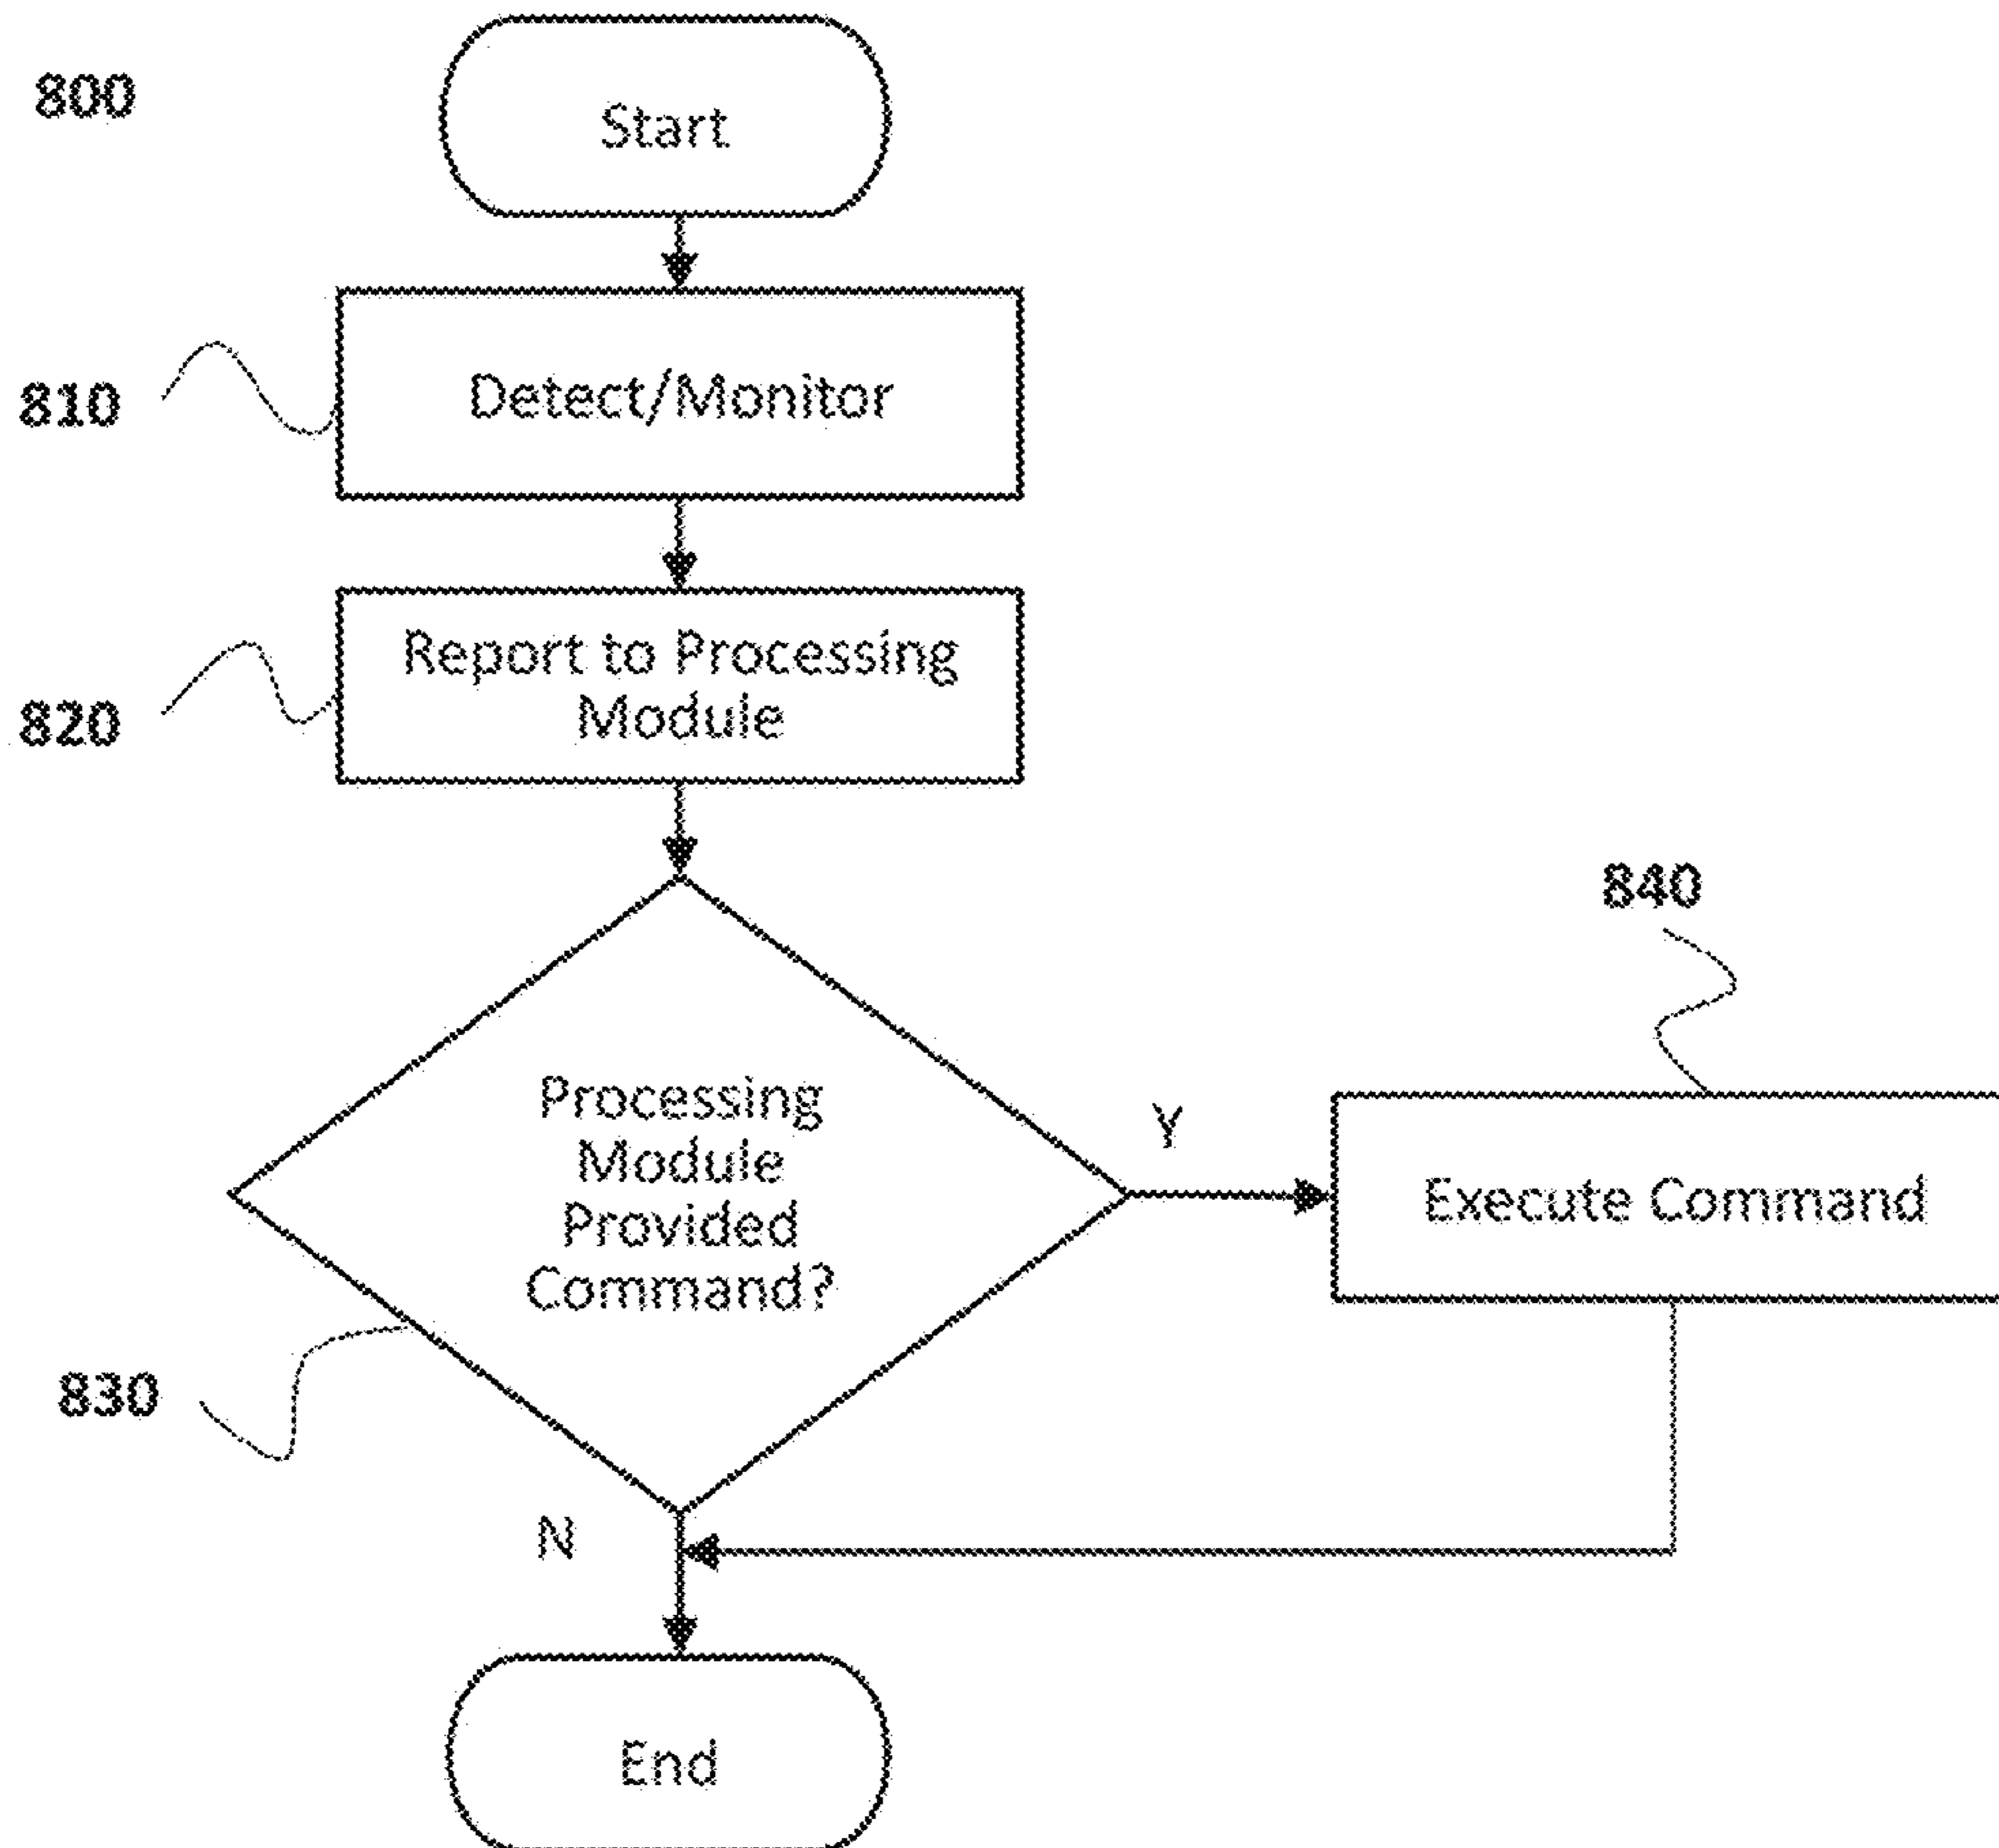 800
Start
810
Detect/Monitor
820
Report to Processing
Module
840
Processing
Module
Provided
Command?
Y
Execute Command
830
N
End